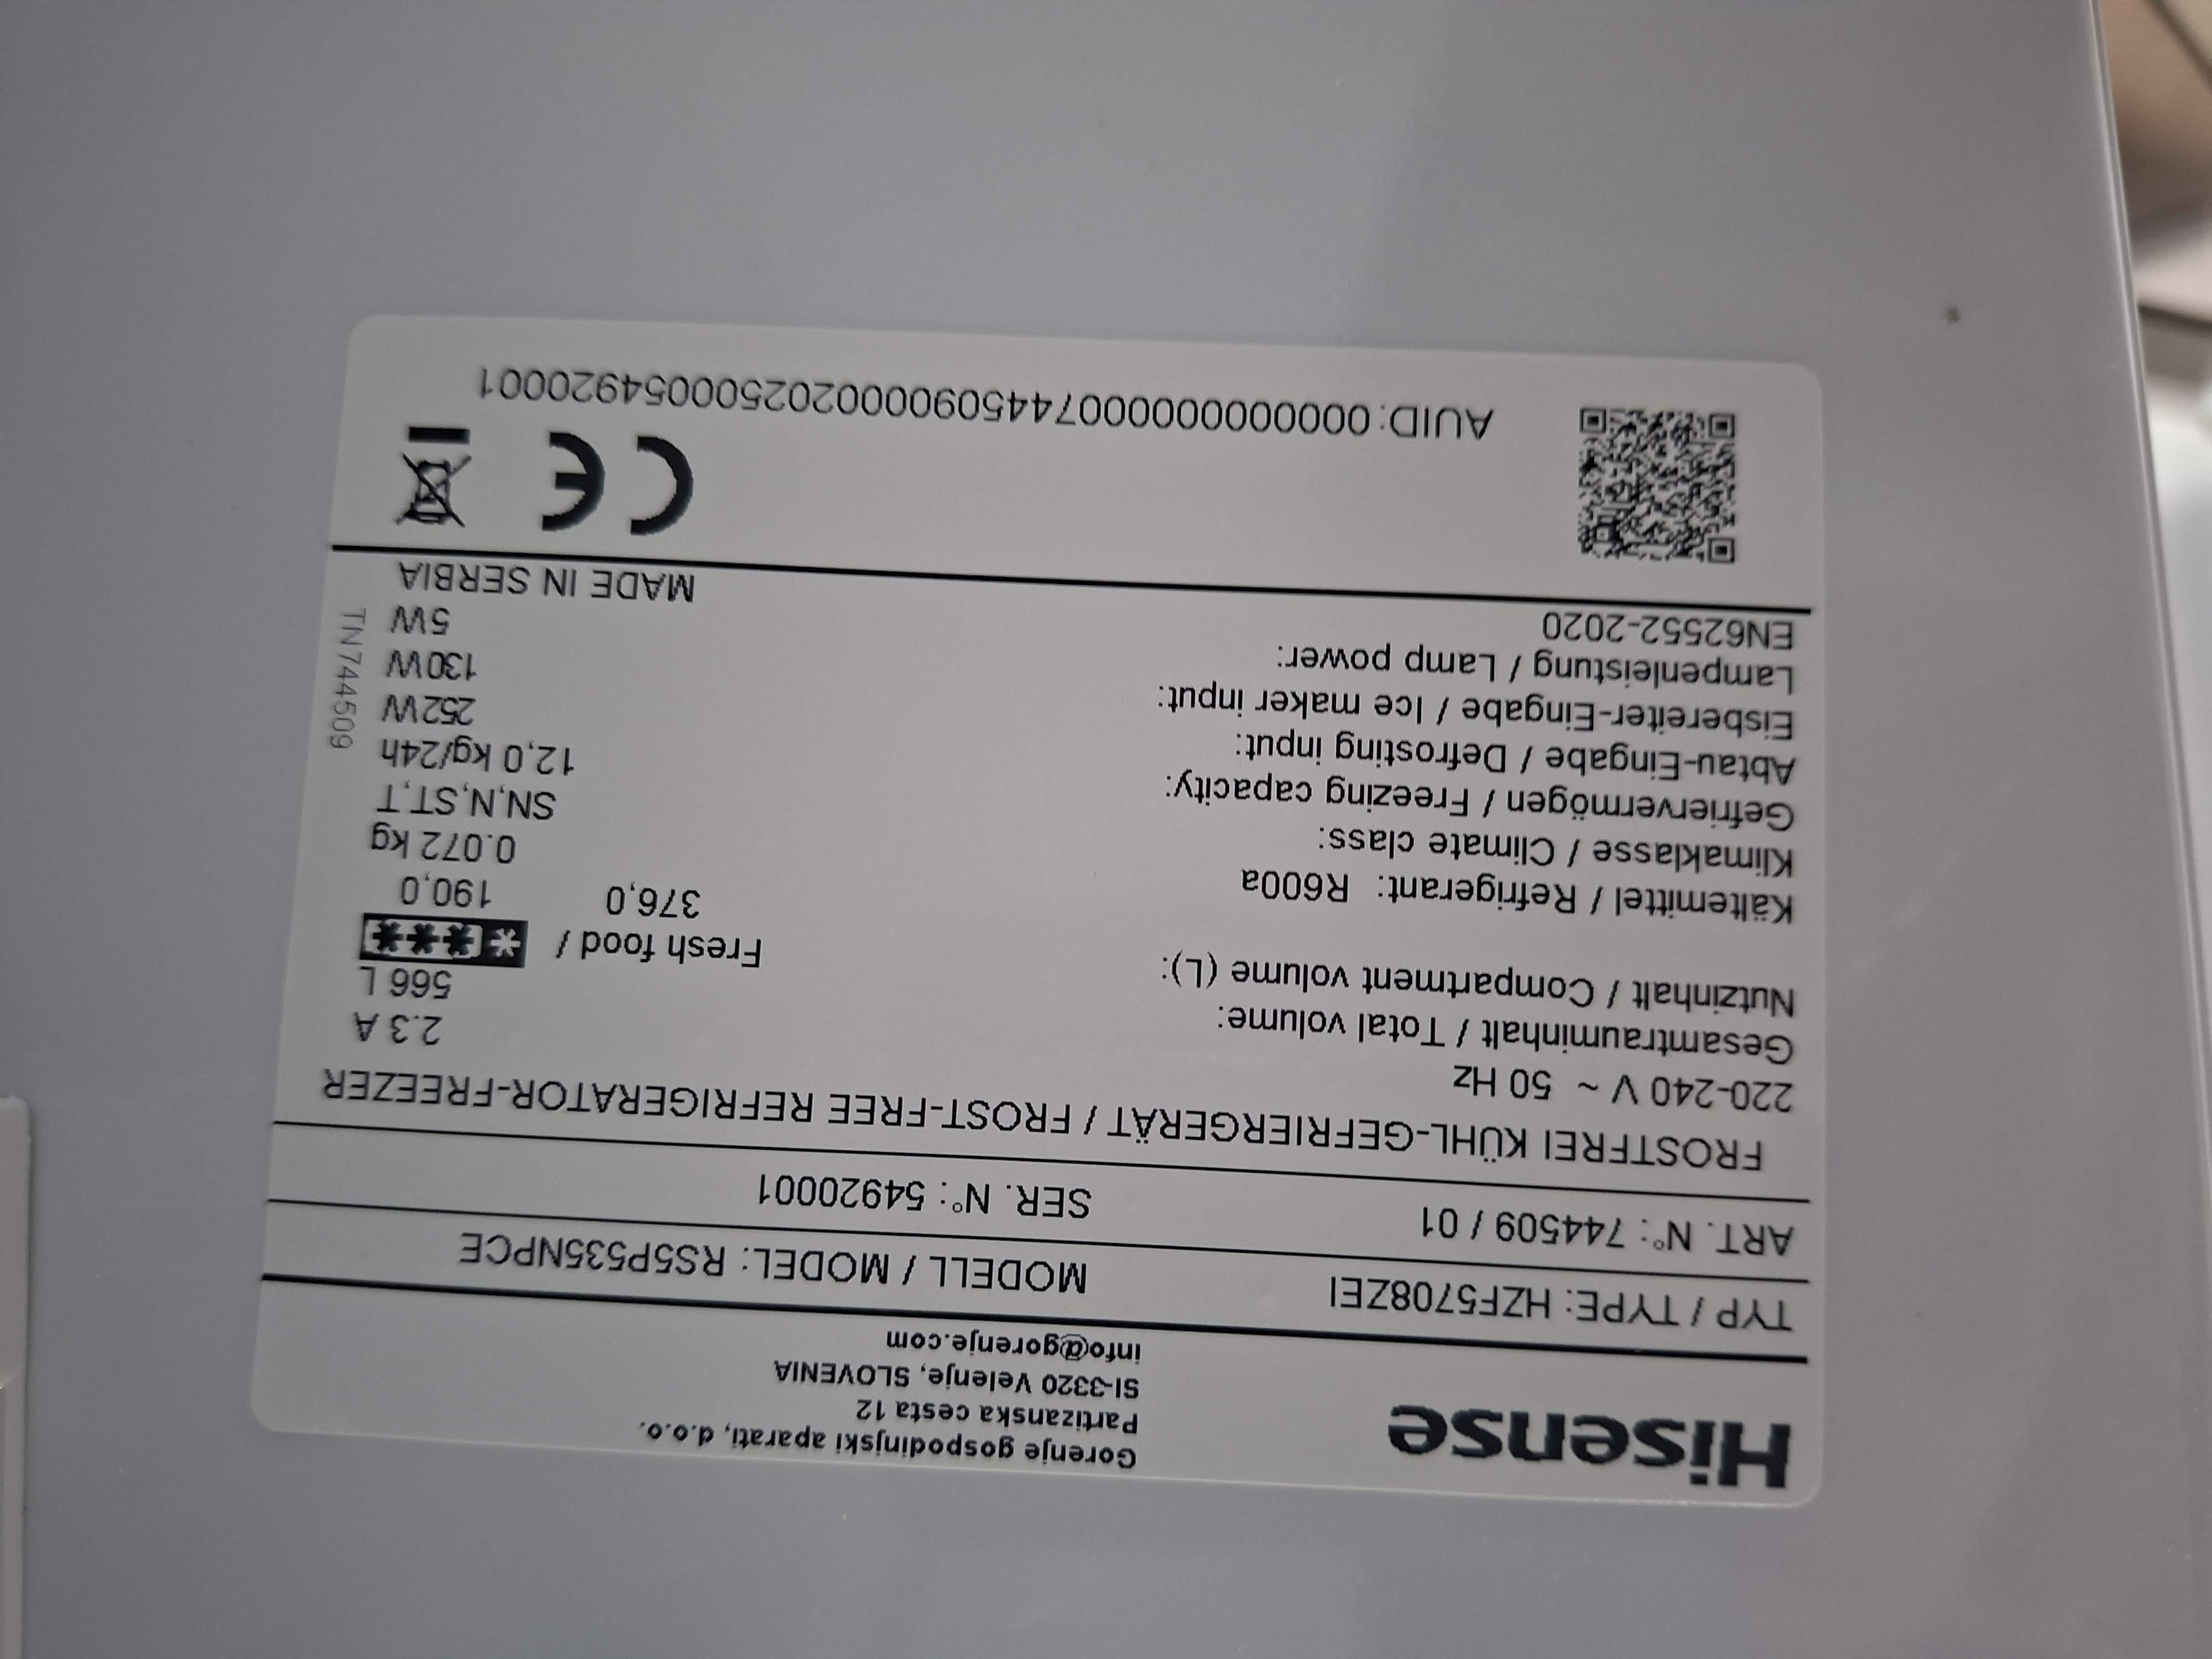 Hisense
Gorenje gospodinjski aparati, d.o.o.
Partizanska cesta 12
SI-3320 Velenje, SLOVENIA
info@gorenje.com
TYP / TYPE: HZF5708ZEI MODELL / MODEL: RS5P535NPCE
ART. N°: 744509 / 01 SER. N°: 54920001
FROSTFREI KÜHL-GEFRIERGERÄT / FROST-FREE REFRIGERATOR-FREEZER
220-240 V ~ 50 Hz 2.3 A
Gesamtrauminhalt / Total volume: 566 L
Nutzinhalt / Compartment volume (L): Fresh food /
376,0 190,0
Kältemittel / Refrigerant: R600a 0.072 kg
Klimaklasse / Climate class: SN,N,ST,T
Gefriervermögen / Freezing capacity: 12,0 kg/24h
Abtau-Eingabe / Defrosting input: 252W
Eisbereiter-Eingabe / Ice maker input: 130W
Lampenleistung / Lamp power: 5W
EN62552-2020 MADE IN SERBIA
TN744509
CE
AUID: 0000000000007445090000202500054920001